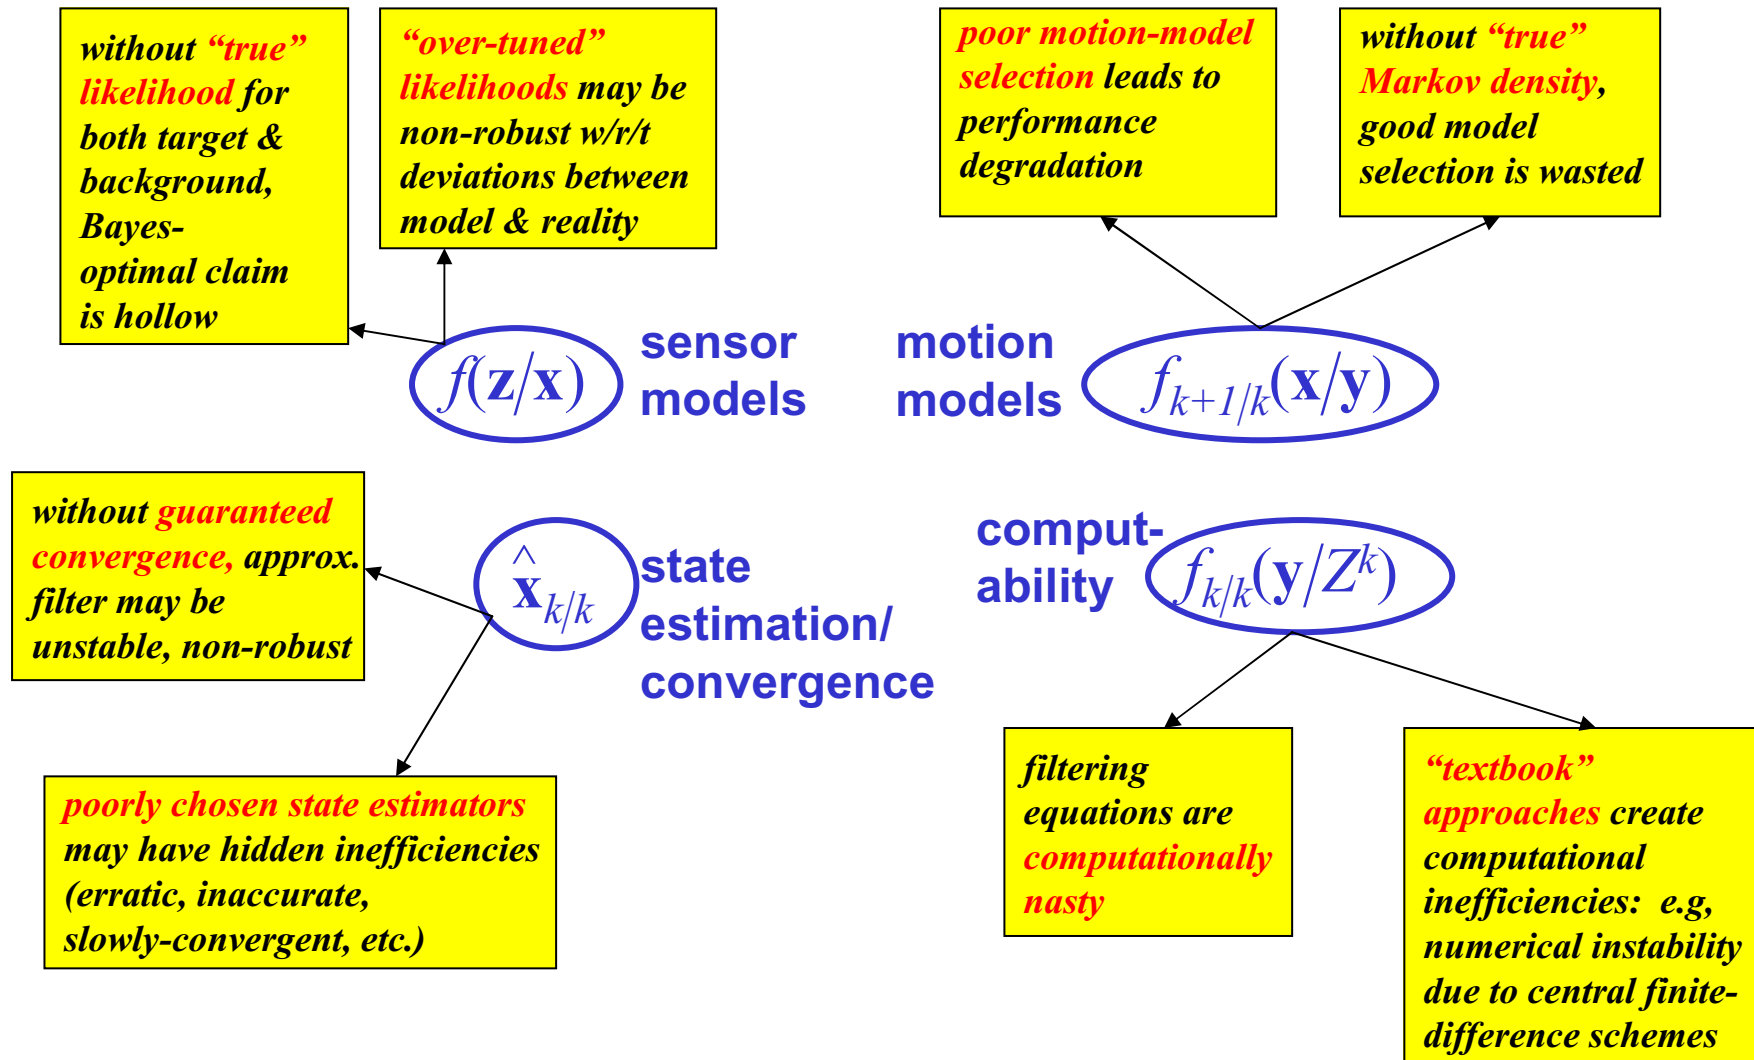 without “true”
likelihood for
both target &
background,
Bayes-
optimal claim
is hollow
“over-tuned”
likelihoods may be
non-robust w/r/t
deviations between
model & reality
poor motion-model
selection leads to
performance
degradation
without “true”
Markov density,
good model
selection is wasted
f(z/x)
sensor
models
motion
models
f_{k+1/k}(x/y)
without guaranteed
convergence, approx.
filter may be
unstable, non-robust
x̂_{k/k}
state
estimation/
convergence
comput-
ability
f_{k/k}(y/Z^k)
poorly chosen state estimators
may have hidden inefficiencies
(erratic, inaccurate,
slowly-convergent, etc.)
filtering
equations are
computationally
nasty
“textbook”
approaches create
computational
inefficiencies: e.g,
numerical instability
due to central finite-
difference schemes